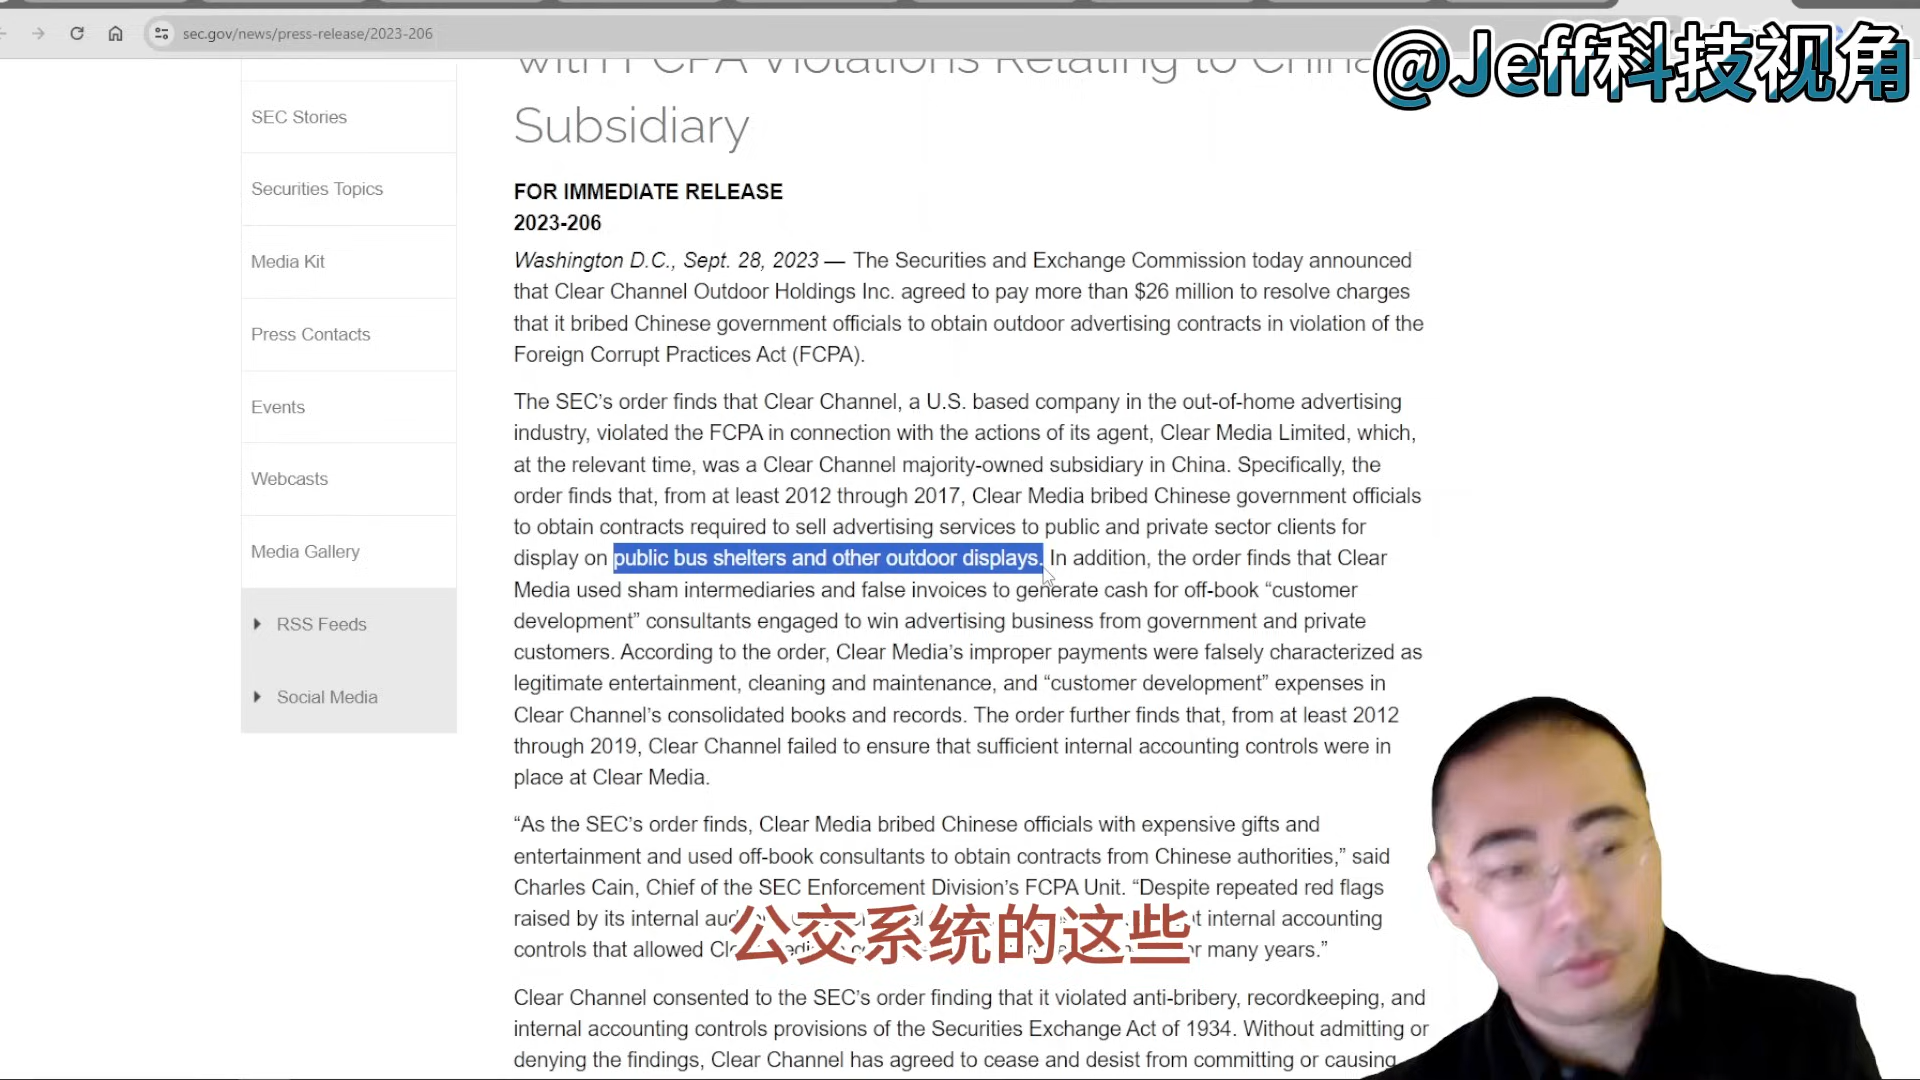 sec.gov/news/press-release/2023-206
@Jeff科技视角
with FCPA Violations Relating to China
Subsidiary
SEC Stories
Securities Topics
Media Kit
Press Contacts
Events
Webcasts
Media Gallery
RSS Feeds
Social Media
FOR IMMEDIATE RELEASE
2023-206
Washington D.C., Sept. 28, 2023 — The Securities and Exchange Commission today announced
that Clear Channel Outdoor Holdings Inc. agreed to pay more than $26 million to resolve charges
that it bribed Chinese government officials to obtain outdoor advertising contracts in violation of the
Foreign Corrupt Practices Act (FCPA).
The SEC’s order finds that Clear Channel, a U.S. based company in the out-of-home advertising
industry, violated the FCPA in connection with the actions of its agent, Clear Media Limited, which,
at the relevant time, was a Clear Channel majority-owned subsidiary in China. Specifically, the
order finds that, from at least 2012 through 2017, Clear Media bribed Chinese government officials
to obtain contracts required to sell advertising services to public and private sector clients for
display on public bus shelters and other outdoor displays. In addition, the order finds that Clear
Media used sham intermediaries and false invoices to generate cash for off-book “customer
development” consultants engaged to win advertising business from government and private
customers. According to the order, Clear Media’s improper payments were falsely characterized as
legitimate entertainment, cleaning and maintenance, and “customer development” expenses in
Clear Channel’s consolidated books and records. The order further finds that, from at least 2012
through 2019, Clear Channel failed to ensure that sufficient internal accounting controls were in
place at Clear Media.
“As the SEC’s order finds, Clear Media bribed Chinese officials with expensive gifts and
entertainment and used off-book consultants to obtain contracts from Chinese authorities,” said
Charles Cain, Chief of the SEC Enforcement Division’s FCPA Unit. “Despite repeated red flags
raised by its internal internal accounting
controls that allowed or many years.”
公交系统的这些
Clear Channel consented to the SEC’s order finding that it violated anti-bribery, recordkeeping, and
internal accounting controls provisions of the Securities Exchange Act of 1934. Without admitting or
denying the findings, Clear Channel has agreed to cease and desist from committing or causing